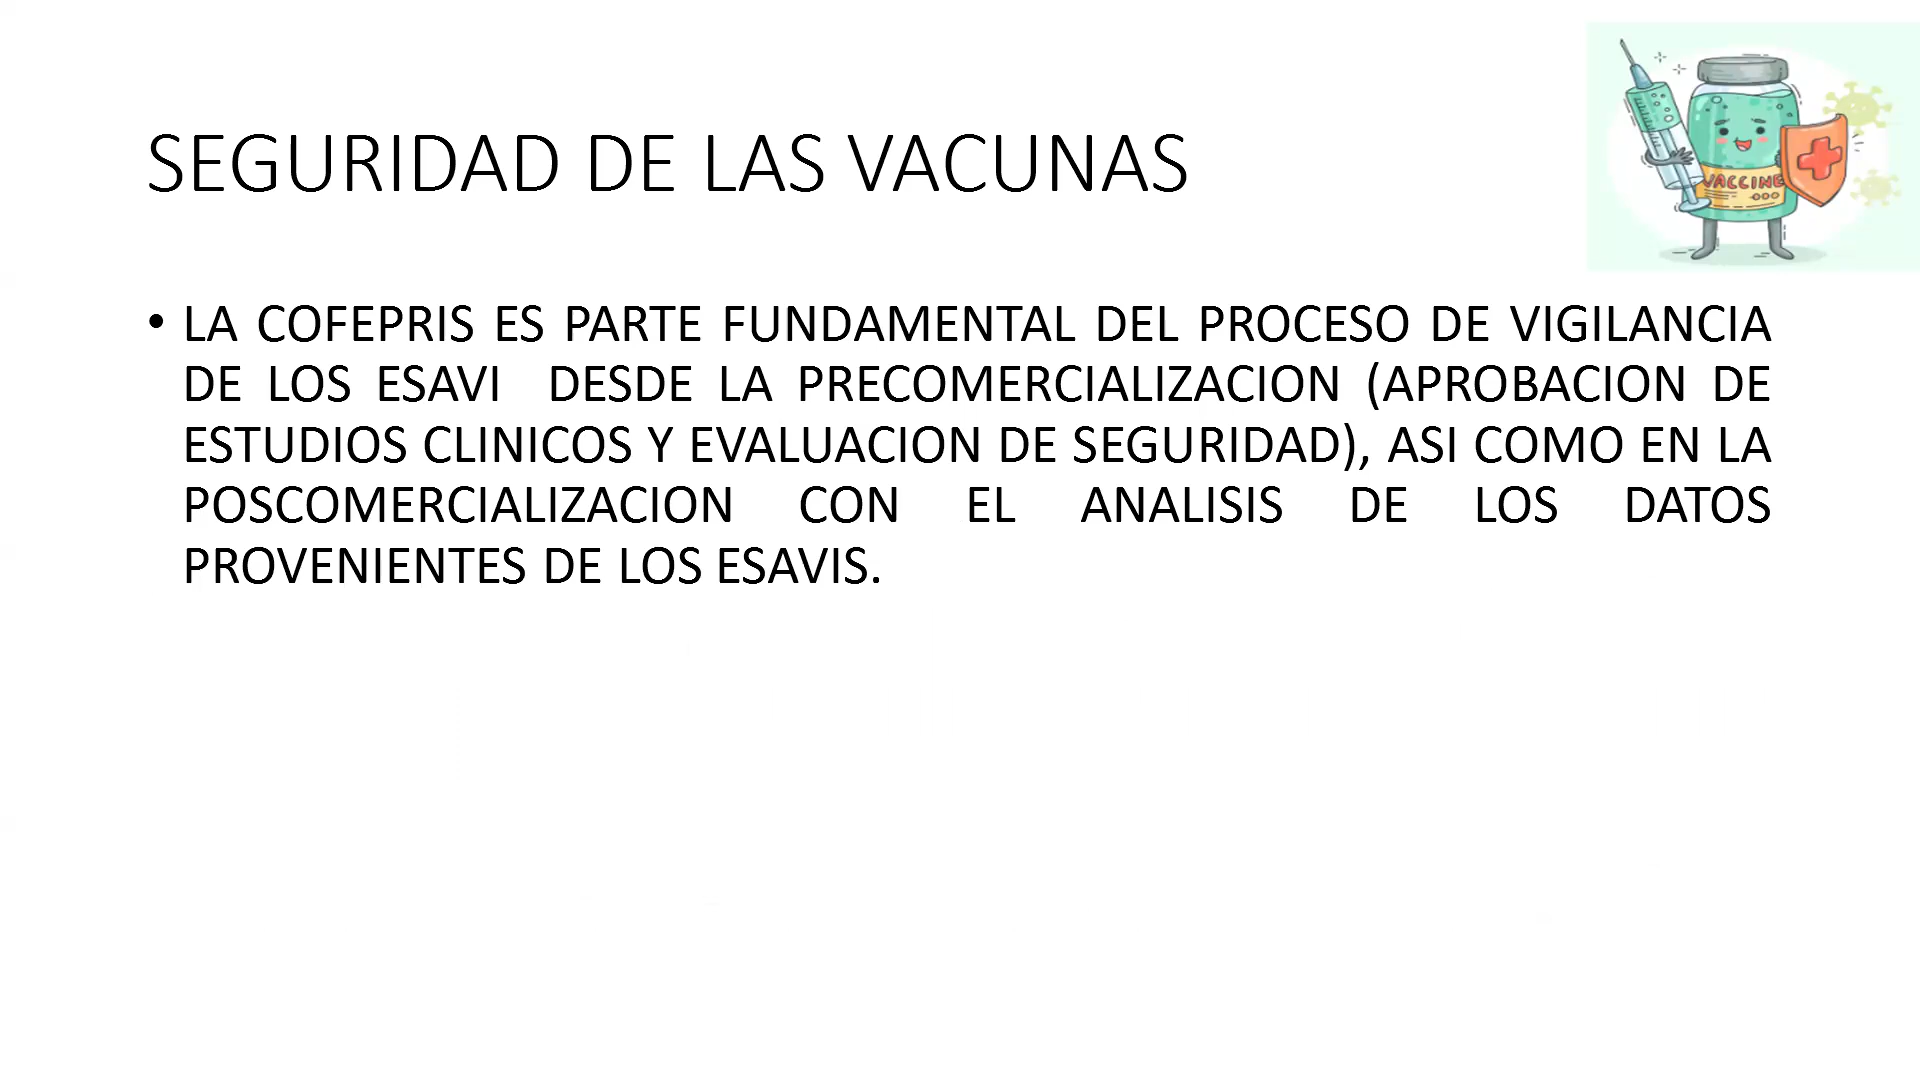 SEGURIDAD DE LAS VACUNAS
VACCINE
• LA COFEPRIS ES PARTE FUNDAMENTAL DEL PROCESO DE VIGILANCIA
DE LOS ESAVI DESDE LA PRECOMERCIALIZACION (APROBACION DE
ESTUDIOS CLINICOS Y EVALUACION DE SEGURIDAD), ASI COMO EN LA
POSCOMERCIALIZACION CON EL ANALISIS DE LOS DATOS
PROVENIENTES DE LOS ESAVIS.